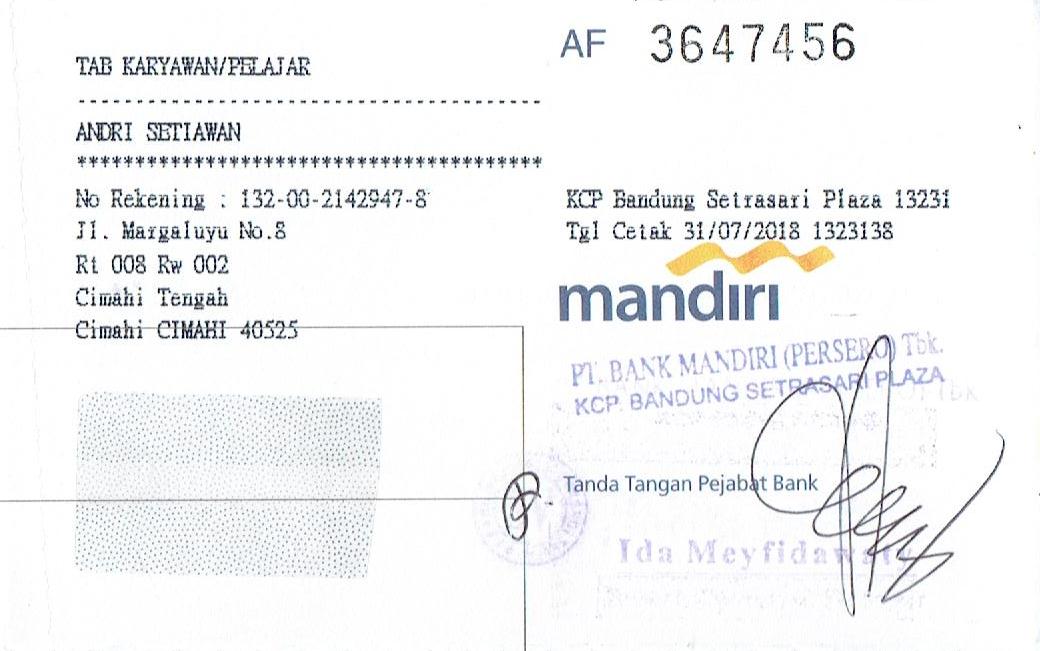 AF 3647456
TAB KARYAWAN/PELAJAR
----------------------------------------
ANDRI SETIAWAN
****************************************
No Rekening : 132-00-2142947-8
Jl. Margaluyu No.8
Rt 008 Rw 002
Cimahi Tengah
Cimahi CIMAHI 40525
KCP Bandung Setrasari Plaza 13231
Tgl Cetak 31/07/2018 1323138
mandiri
PT. BANK MANDIRI (PERSERO) Tbk.
KCP. BANDUNG SETRASARI PLAZA
Tanda Tangan Pejabat Bank
Ida Meyfidawaty